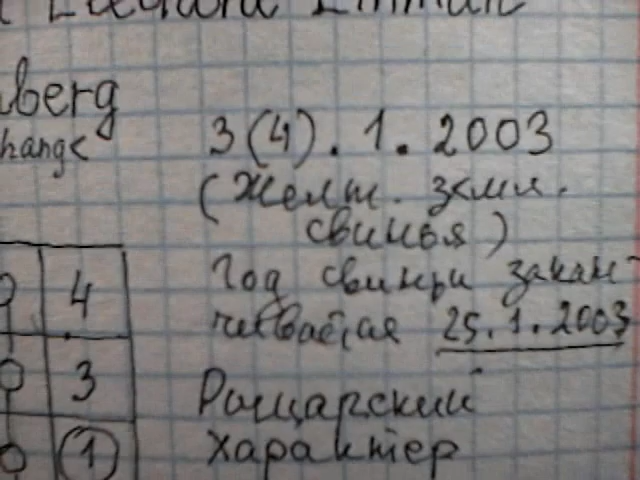 berg
hange
3(4).1.2003
(Желт. земл.
свинья)
Год свиньи закан-
чивается 25.1.2003
4
3
1
Рыцарский
характер